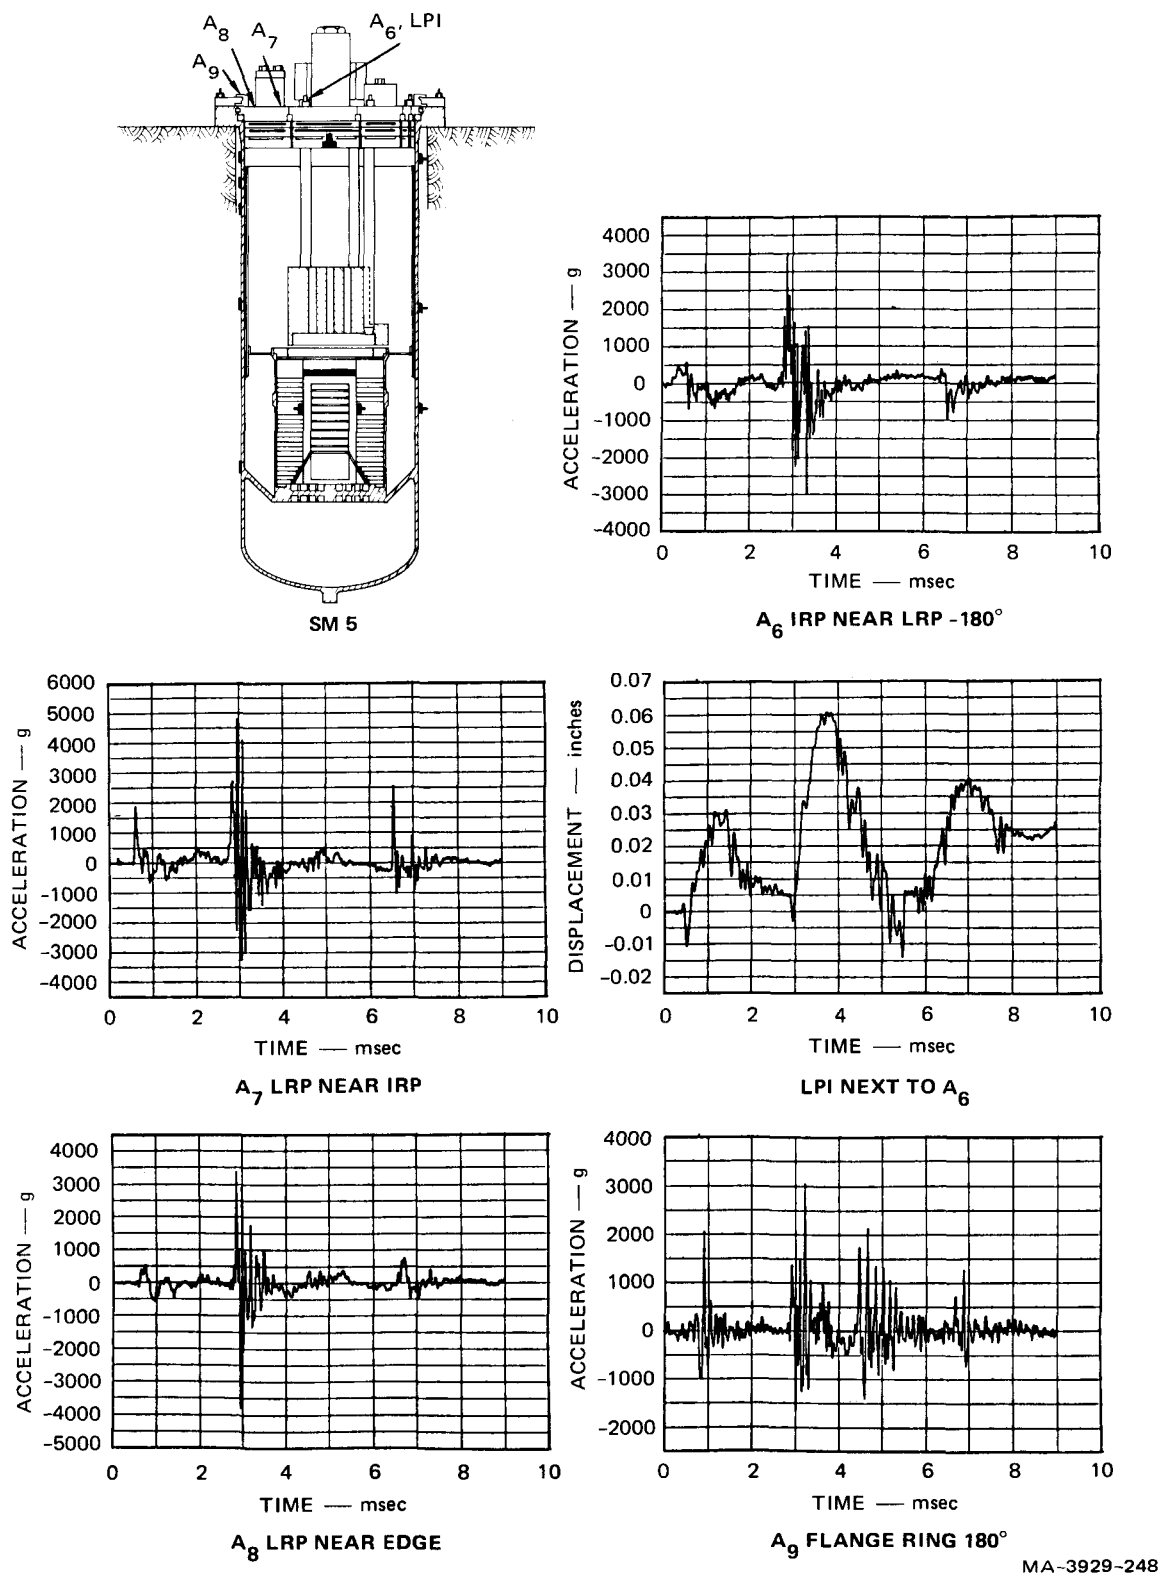 A8
A7
A6, LPI
A9
SM 5
4000
3000
2000
1000
0
-1000
-2000
-3000
-4000
ACCELERATION — g
0 2 4 6 8 10
TIME — msec
A6 IRP NEAR LRP -180°
6000
5000
4000
3000
2000
1000
0
-1000
-2000
-3000
-4000
ACCELERATION — g
0 2 4 6 8 10
TIME — msec
A7 LRP NEAR IRP
0.07
0.06
0.05
0.04
0.03
0.02
0.01
0
-0.01
-0.02
DISPLACEMENT — inches
0 2 4 6 8 10
TIME — msec
LPI NEXT TO A6
4000
3000
2000
1000
0
-1000
-2000
-3000
-4000
-5000
ACCELERATION — g
0 2 4 6 8 10
TIME — msec
A8 LRP NEAR EDGE
4000
3000
2000
1000
0
-1000
-2000
ACCELERATION — g
0 2 4 6 8 10
TIME — msec
A9 FLANGE RING 180°
MA-3929-248